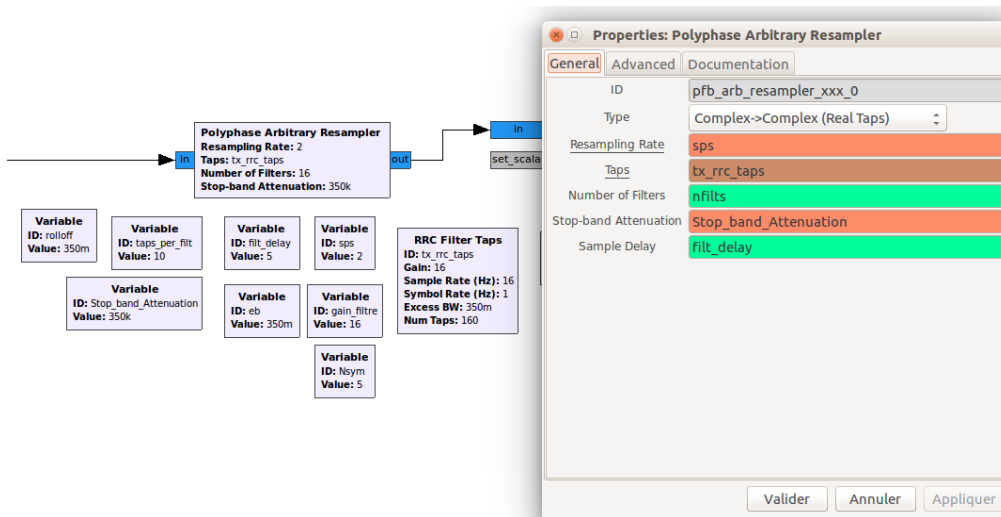 Polyphase Arbitrary Resampler
Resampling Rate: 2
Taps: tx_rrc_taps
Number of Filters: 16
Stop-band Attenuation: 350k
in
out
in
set_scala
Variable
ID: rolloff
Value: 350m
Variable
ID: taps_per_filt
Value: 10
Variable
ID: filt_delay
Value: 5
Variable
ID: sps
Value: 2
RRC Filter Taps
ID: tx_rrc_taps
Gain: 16
Sample Rate (Hz): 16
Symbol Rate (Hz): 1
Excess BW: 350m
Num Taps: 160
Variable
ID: Stop_band_Attenuation
Value: 350k
Variable
ID: eb
Value: 350m
Variable
ID: gain_filtre
Value: 16
Variable
ID: Nsym
Value: 5
Properties: Polyphase Arbitrary Resampler
General Advanced Documentation
ID pfb_arb_resampler_xxx_0
Type Complex->Complex (Real Taps)
Resampling Rate sps
Taps tx_rrc_taps
Number of Filters nfilts
Stop-band Attenuation Stop_band_Attenuation
Sample Delay filt_delay
Valider Annuler Appliquer